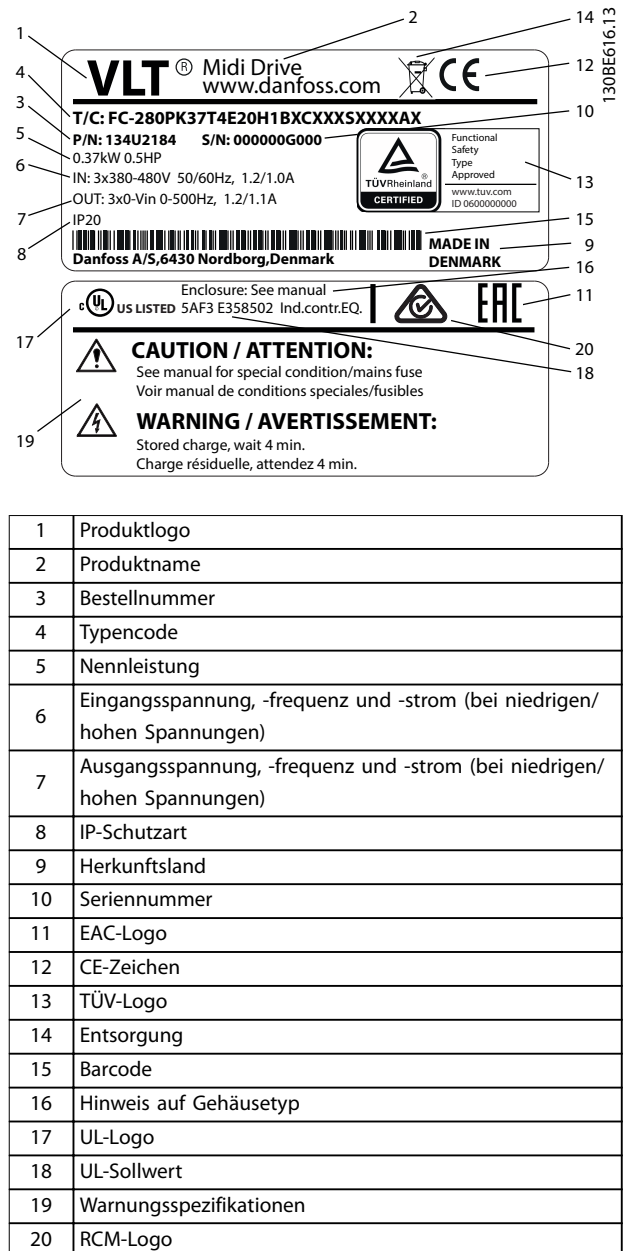 1
2
14
130BE616.13
VLT ® Midi Drive
www.danfoss.com
CE
12
4
T/C: FC-280PK37T4E20H1BXCXXXSXXXXAX
3
P/N: 134U2184 S/N: 000000G000
10
5
0.37kW 0.5HP
6
IN: 3x380-480V 50/60Hz, 1.2/1.0A
7
OUT: 3x0-Vin 0-500Hz, 1.2/1.1A
8
IP20
TÜVRheinland ®
CERTIFIED
Functional
Safety
Type
Approved
www.tuv.com
ID 0600000000
13
15
MADE IN
DENMARK
9
Danfoss A/S,6430 Nordborg,Denmark
16
Enclosure: See manual
c UL US LISTED 5AF3 E358502 Ind.contr.EQ.
EAC
11
17
20
18
CAUTION / ATTENTION:
See manual for special condition/mains fuse
Voir manual de conditions speciales/fusibles
19
WARNING / AVERTISSEMENT:
Stored charge, wait 4 min.
Charge résiduelle, attendez 4 min.
1 Produktlogo
2 Produktname
3 Bestellnummer
4 Typencode
5 Nennleistung
6 Eingangsspannung, -frequenz und -strom (bei niedrigen/
hohen Spannungen)
7 Ausgangsspannung, -frequenz und -strom (bei niedrigen/
hohen Spannungen)
8 IP-Schutzart
9 Herkunftsland
10 Seriennummer
11 EAC-Logo
12 CE-Zeichen
13 TÜV-Logo
14 Entsorgung
15 Barcode
16 Hinweis auf Gehäusetyp
17 UL-Logo
18 UL-Sollwert
19 Warnungsspezifikationen
20 RCM-Logo